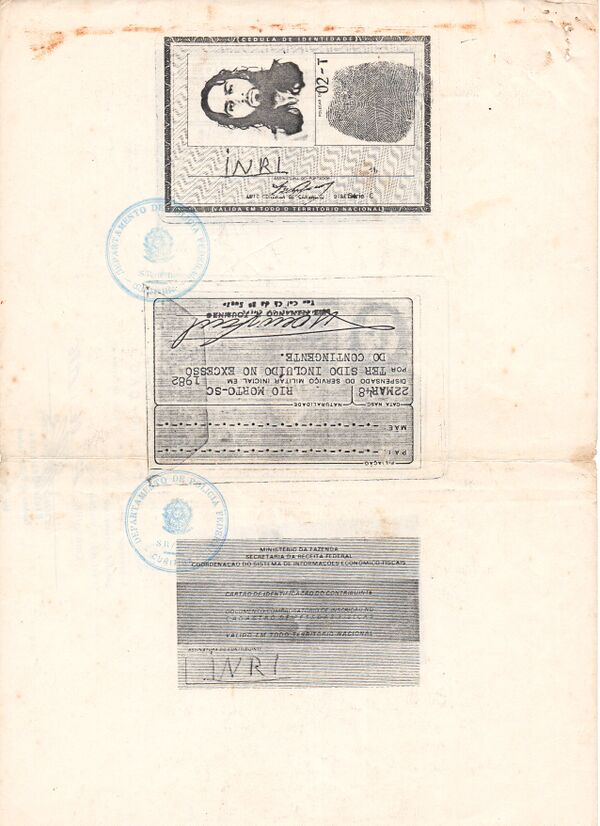 CÉDULA DE IDENTIDADE
POLEGAR DIREITO
02-T
INRI
ASSINATURA DO PORTADOR
VÁLIDA EM TODO O TERRITÓRIO NACIONAL
DEPARTAMENTO DE POLÍCIA FEDERAL
FILIAÇÃO
PAI:
MÃE:
DATA NASC.
NATURALIDADE
22MAR48
RIO MORTO-SC
DISPENSADO DO SERVIÇO MILITAR INICIAL EM
1982
POR TER SIDO INCLUÍDO NO EXCESSO
DO CONTINGENTE.
DEPARTAMENTO DE POLÍCIA FEDERAL
MINISTÉRIO DA FAZENDA
SECRETARIA DA RECEITA FEDERAL
COORDENAÇÃO DO SISTEMA DE INFORMAÇÕES ECONÔMICO-FISCAIS
CARTÃO DE IDENTIFICAÇÃO DO CONTRIBUINTE
DOCUMENTO COMPROBATÓRIO DE INSCRIÇÃO NO
CADASTRO DE PESSOAS FÍSICAS
VÁLIDO EM TODO TERRITÓRIO NACIONAL
ASSINATURA DO CONTRIBUINTE
INRI